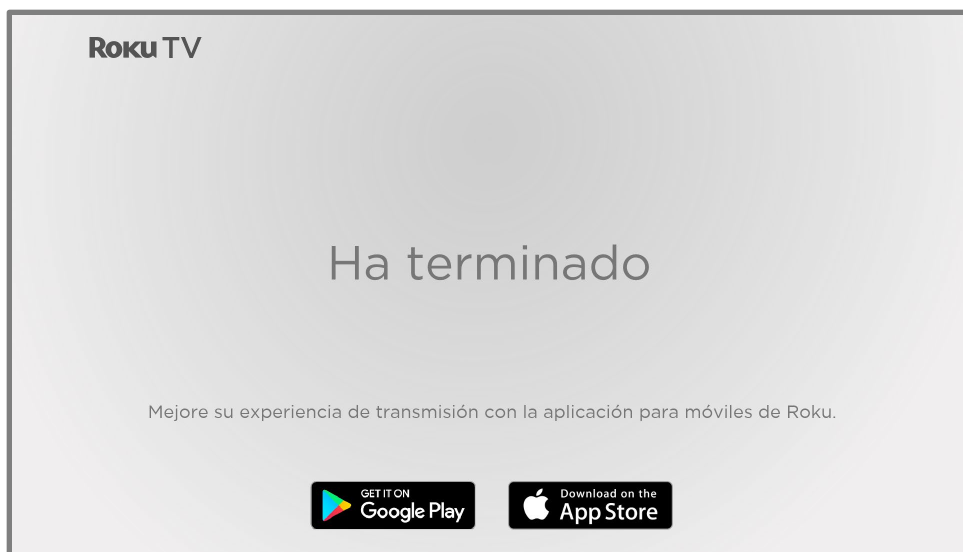 Roku TV
Ha terminado
Mejore su experiencia de transmisión con la aplicación para móviles de Roku.
GET IT ON
Google Play
Download on the
App Store